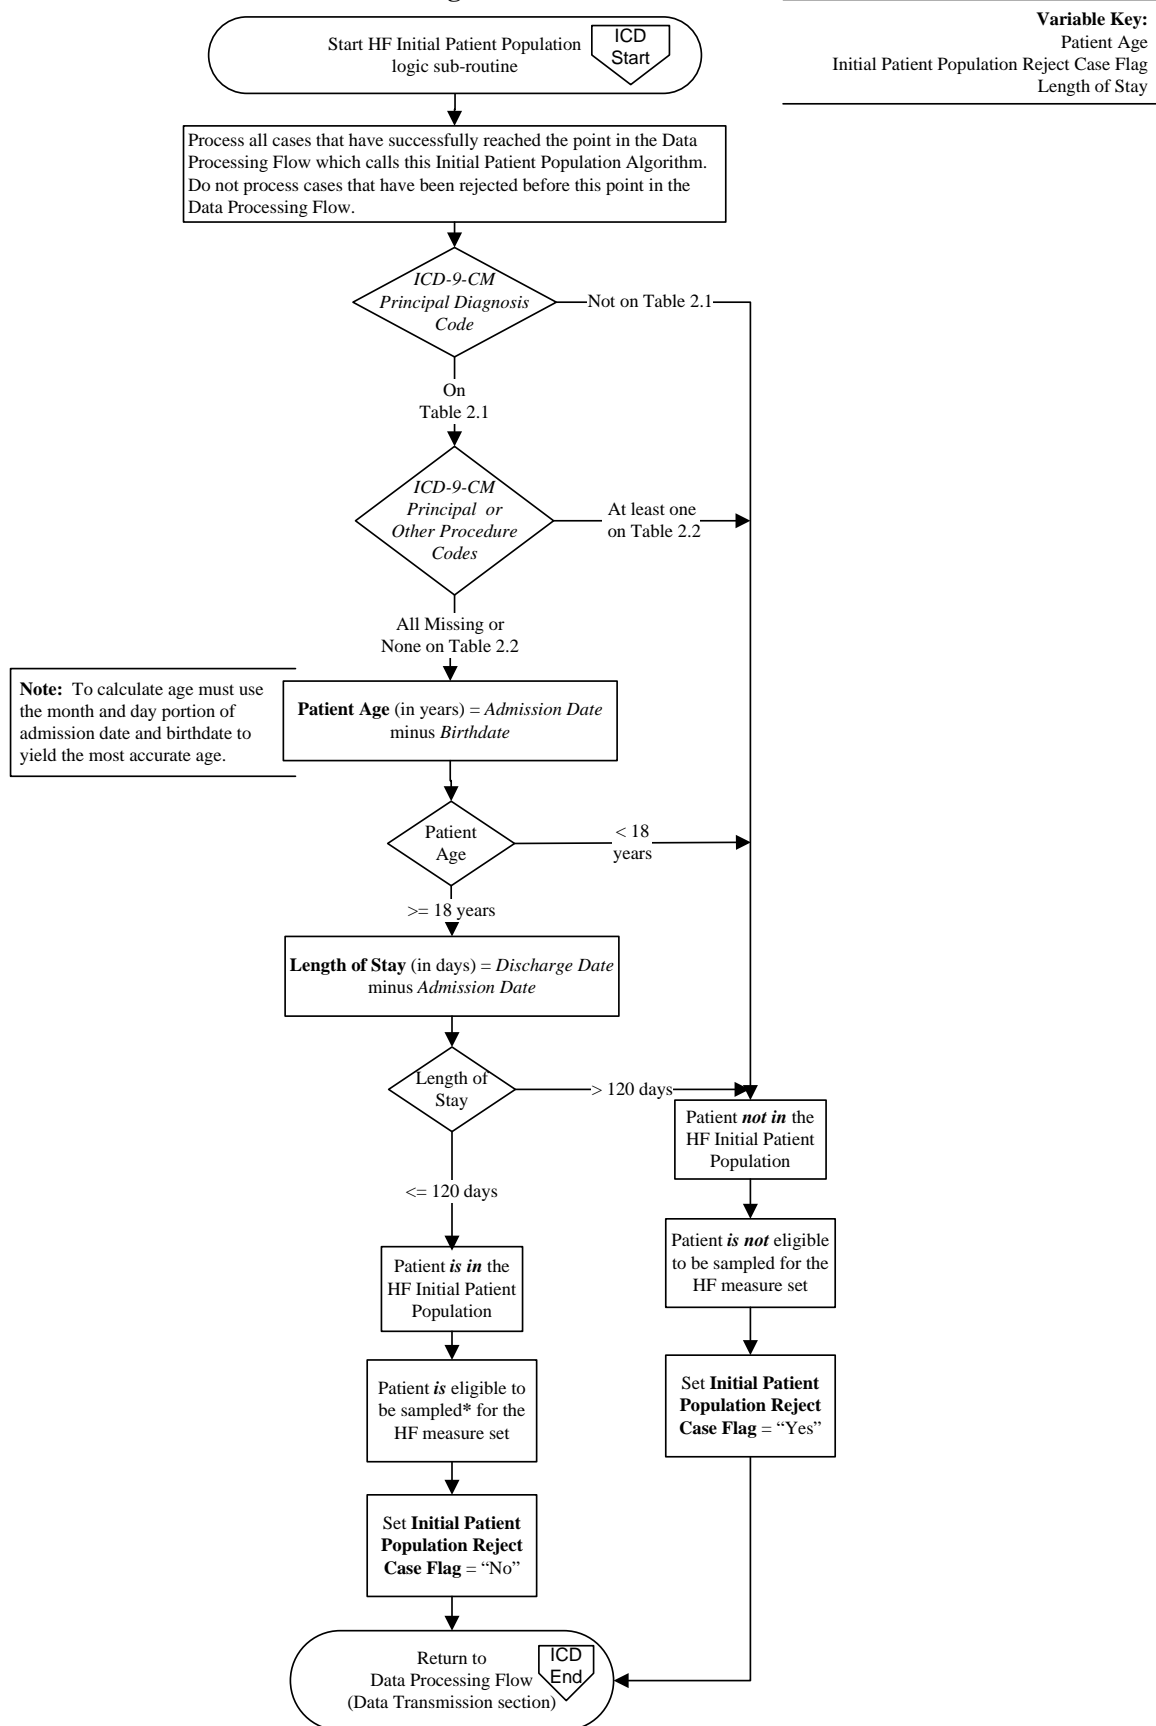 Variable Key:
Patient Age
Initial Patient Population Reject Case Flag
Length of Stay
Start HF Initial Patient Population
logic sub-routine
ICD
Start
Process all cases that have successfully reached the point in the Data
Processing Flow which calls this Initial Patient Population Algorithm.
Do not process cases that have been rejected before this point in the
Data Processing Flow.
ICD-9-CM
Principal Diagnosis
Code
Not on Table 2.1
On
Table 2.1
ICD-9-CM
Principal or
Other Procedure
Codes
At least one
on Table 2.2
All Missing or
None on Table 2.2
Note: To calculate age must use
the month and day portion of
admission date and birthdate to
yield the most accurate age.
Patient Age (in years) = Admission Date
minus Birthdate
Patient
Age
< 18
years
>= 18 years
Length of Stay (in days) = Discharge Date
minus Admission Date
Length of
Stay
> 120 days
<= 120 days
Patient not in the
HF Initial Patient
Population
Patient is not eligible
to be sampled for the
HF measure set
Set Initial Patient
Population Reject
Case Flag = “Yes”
Patient is in the
HF Initial Patient
Population
Patient is eligible to
be sampled* for the
HF measure set
Set Initial Patient
Population Reject
Case Flag = “No”
Return to
Data Processing Flow
(Data Transmission section)
ICD
End